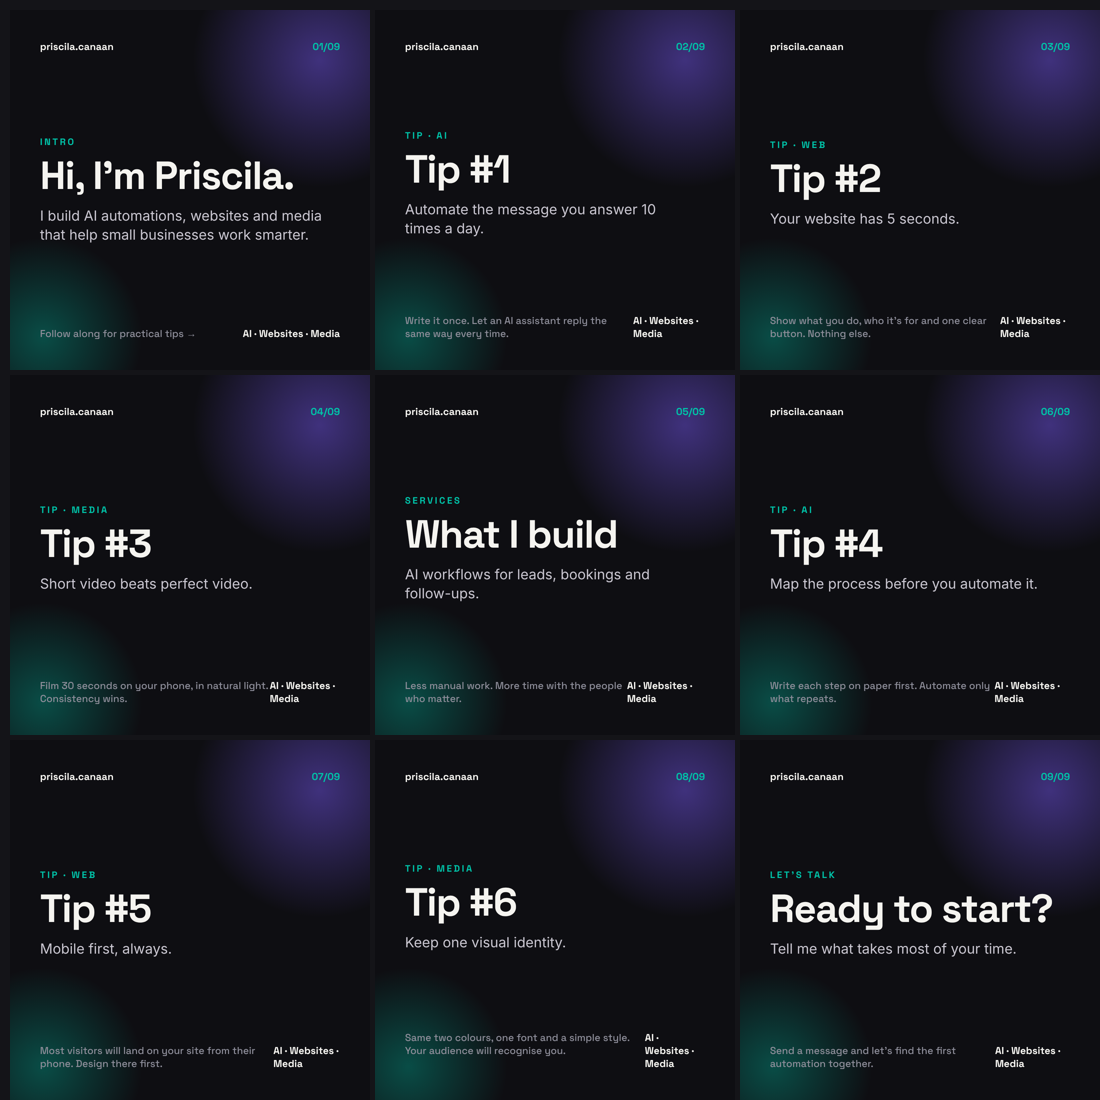 priscila.canaan
01/09
INTRO
Hi, I'm Priscila.
I build AI automations, websites and media
that help small businesses work smarter.
Follow along for practical tips →
AI · Websites · Media
priscila.canaan
02/09
TIP · AI
Tip #1
Automate the message you answer 10
times a day.
Write it once. Let an AI assistant reply the
same way every time.
AI · Websites ·
Media
priscila.canaan
03/09
TIP · WEB
Tip #2
Your website has 5 seconds.
Show what you do, who it's for and one clear
button. Nothing else.
AI · Websites ·
Media
priscila.canaan
04/09
TIP · MEDIA
Tip #3
Short video beats perfect video.
Film 30 seconds on your phone, in natural light.
Consistency wins.
AI · Websites ·
Media
priscila.canaan
05/09
SERVICES
What I build
AI workflows for leads, bookings and
follow-ups.
Less manual work. More time with the people
who matter.
AI · Websites ·
Media
priscila.canaan
06/09
TIP · AI
Tip #4
Map the process before you automate it.
Write each step on paper first. Automate only
what repeats.
AI · Websites ·
Media
priscila.canaan
07/09
TIP · WEB
Tip #5
Mobile first, always.
Most visitors will land on your site from their
phone. Design there first.
AI · Websites ·
Media
priscila.canaan
08/09
TIP · MEDIA
Tip #6
Keep one visual identity.
Same two colours, one font and a simple style.
Your audience will recognise you.
AI ·
Websites ·
Media
priscila.canaan
09/09
LET'S TALK
Ready to start?
Tell me what takes most of your time.
Send a message and let's find the first
automation together.
AI · Websites ·
Media